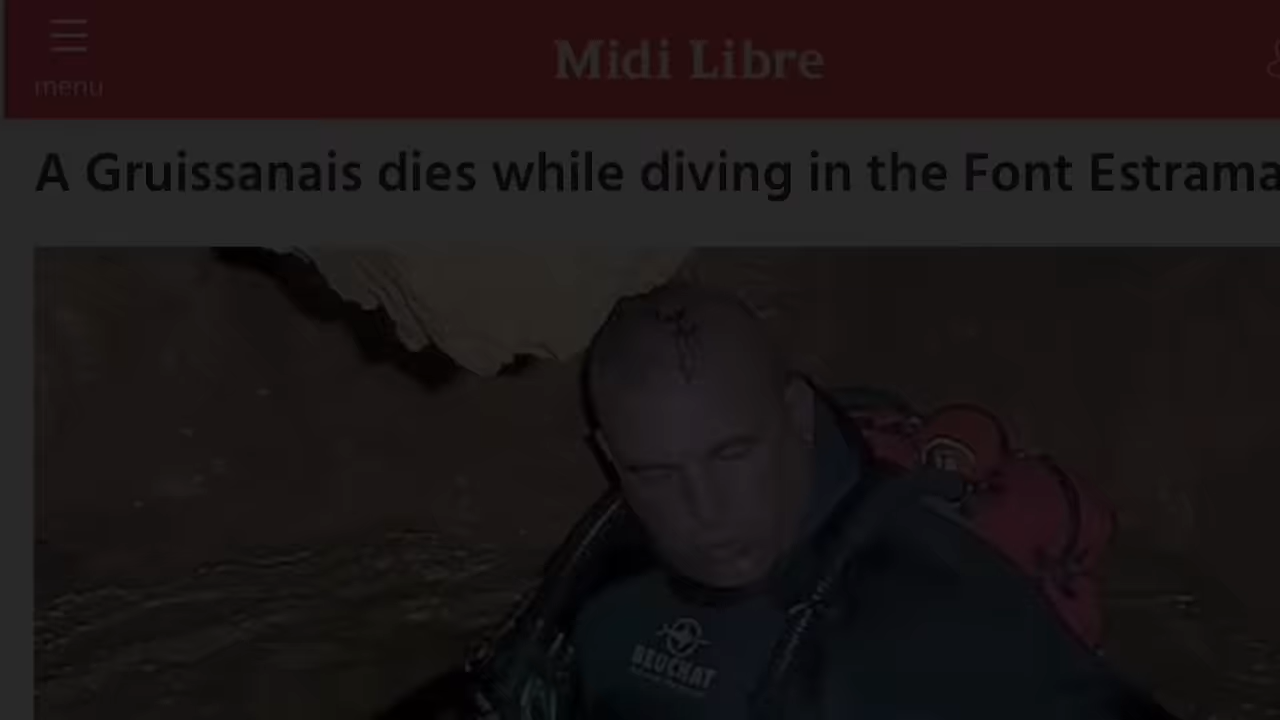 menu
Midi Libre
A Gruissanais dies while diving in the Font Estrama
BEUCHAT